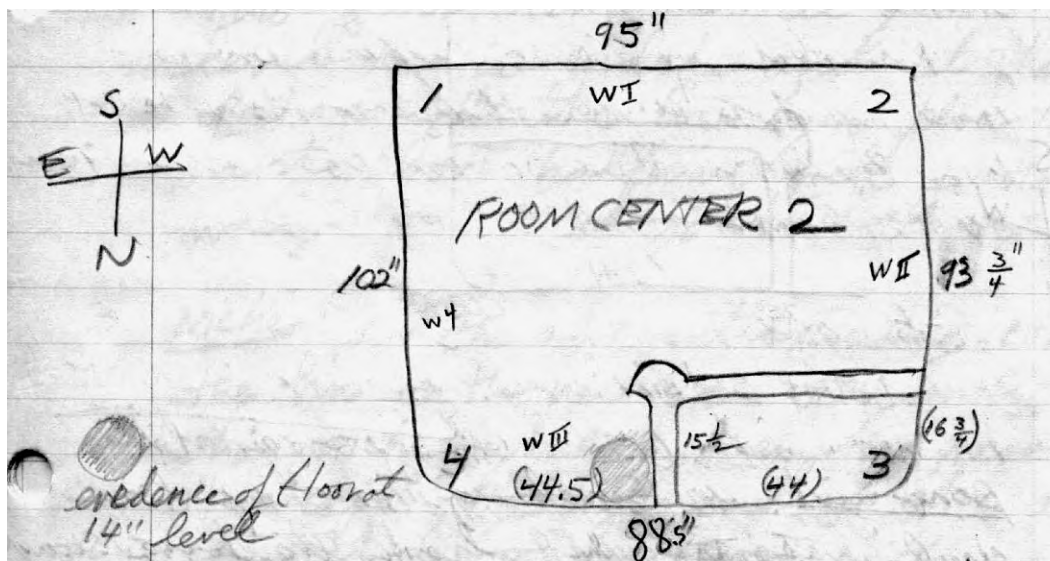 95"
1 WI 2
S
E W
N
ROOM CENTER 2
102"
WII 93 3/4"
W4
15 1/2
(16 3/4)
4 WIII 3
(44.5) (44)
88.5"
evedence of floor at
14" level